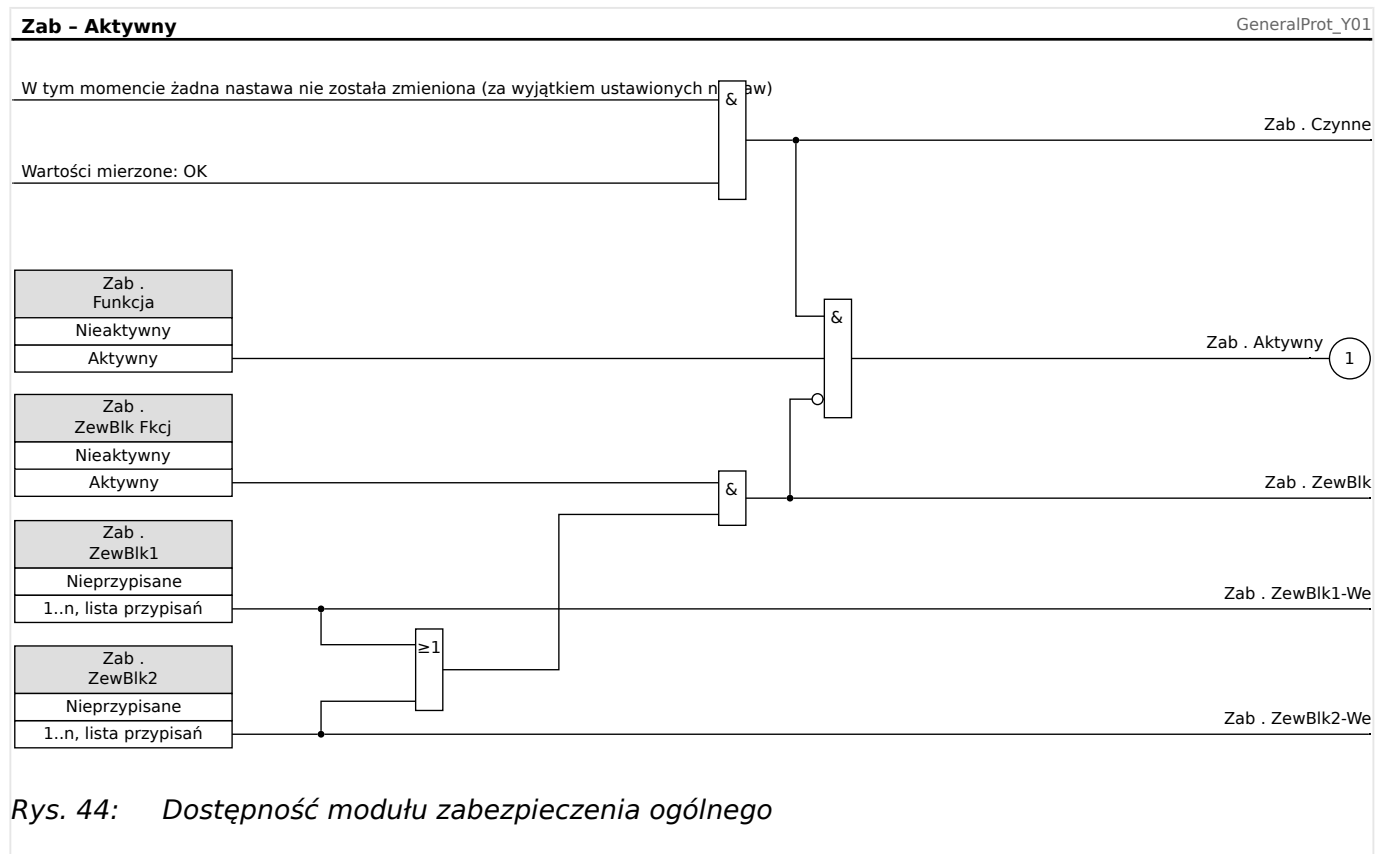 Zab – Aktywny
GeneralProt_Y01
W tym momencie żadna nastawa nie została zmieniona (za wyjątkiem ustawionych aw)
&
Zab . Czynne
Wartości mierzone: OK
Zab .
Funkcja
Nieaktywny
Aktywny
&
Zab . Aktywny
1
Zab .
ZewBlk Fkcj
Nieaktywny
Aktywny
&
Zab . ZewBlk
Zab .
ZewBlk1
Nieprzypisane
1..n, lista przypisań
Zab . ZewBlk1-We
≥1
Zab .
ZewBlk2
Nieprzypisane
1..n, lista przypisań
Zab . ZewBlk2-We
Rys. 44: Dostępność modułu zabezpieczenia ogólnego